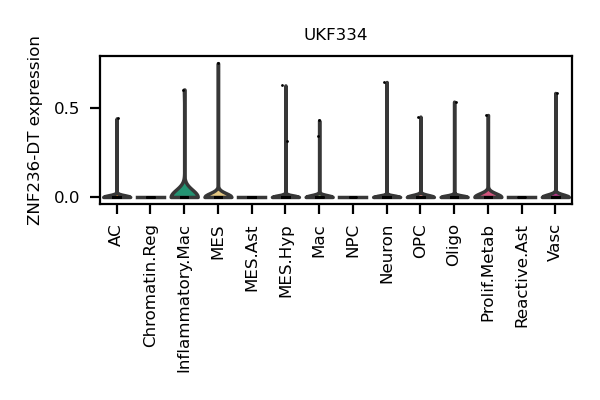 UKF334
ZNF236-DT expression
0.5
0.0
AC
Chromatin.Reg
Inflammatory.Mac
MES
MES.Ast
MES.Hyp
Mac
NPC
Neuron
OPC
Oligo
Prolif.Metab
Reactive.Ast
Vasc